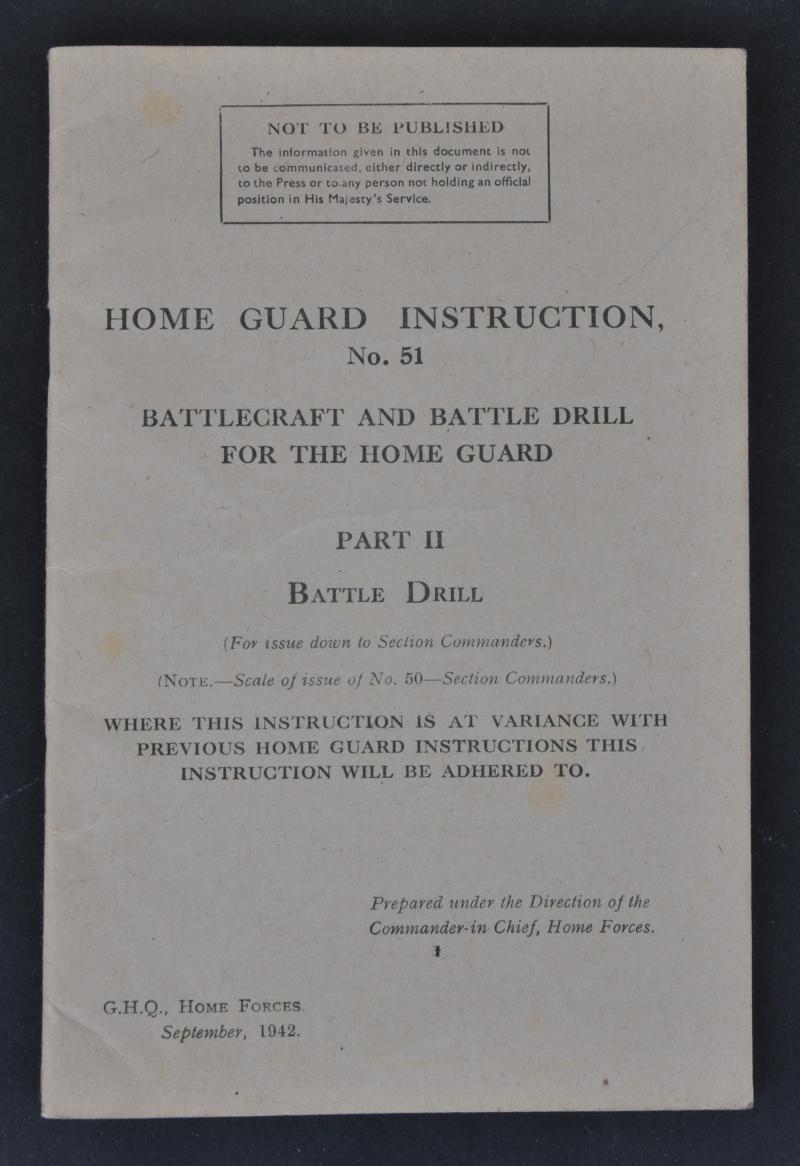 NOT TO BE PUBLISHED
The information given in this document is not
to be communicated, either directly or indirectly,
to the Press or to any person not holding an official
position in His Majesty's Service.
HOME GUARD INSTRUCTION,
No. 51
BATTLECRAFT AND BATTLE DRILL
FOR THE HOME GUARD
PART II
BATTLE DRILL
(For issue down to Section Commanders.)
(NOTE.—Scale of issue of No. 50—Section Commanders.)
WHERE THIS INSTRUCTION IS AT VARIANCE WITH
PREVIOUS HOME GUARD INSTRUCTIONS THIS
INSTRUCTION WILL BE ADHERED TO.
Prepared under the Direction of the
Commander-in Chief, Home Forces.
G.H.Q., HOME FORCES.
September, 1942.